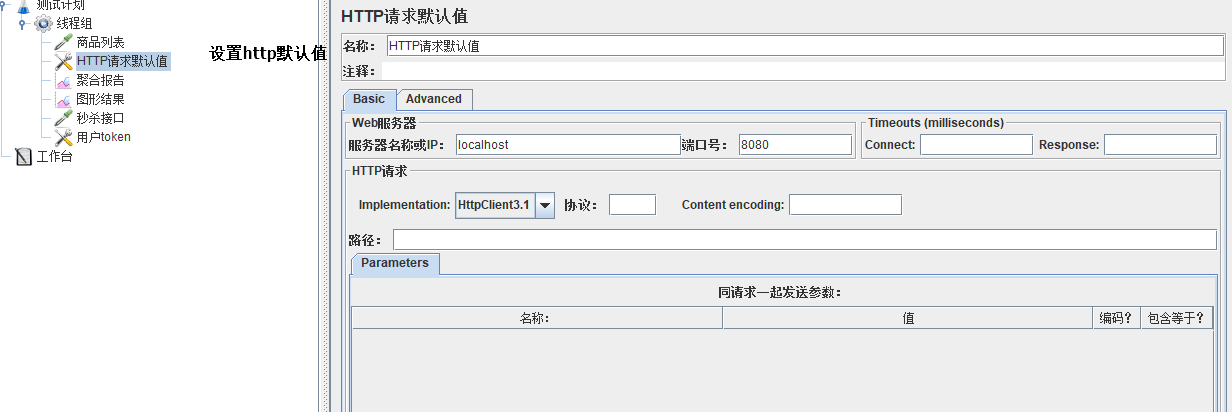 测试计划
线程组
商品列表
HTTP请求默认值
聚合报告
图形结果
秒杀接口
用户token
工作台
设置http默认值
HTTP请求默认值
名称： HTTP请求默认值
注释：
Basic Advanced
Web服务器
服务器名称或IP： localhost 端口号： 8080
Timeouts (milliseconds)
Connect: Response:
HTTP请求
Implementation: HttpClient3.1 协议： Content encoding:
路径：
Parameters
同请求一起发送参数：
名称： 值 编码？ 包含等于？